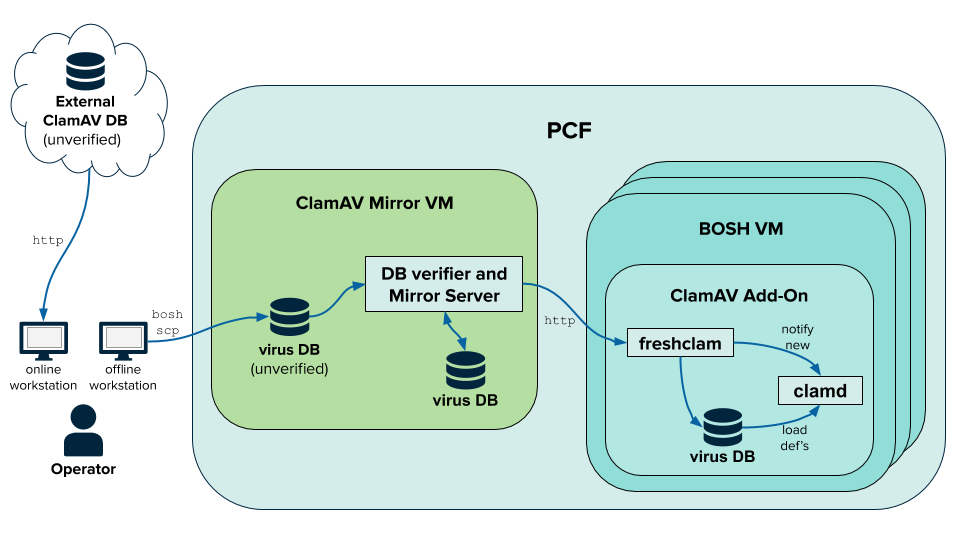 External
ClamAV DB
(unverified)
http
online
workstation
offline
workstation
Operator
bosh
scp
PCF
ClamAV Mirror VM
DB verifier and
Mirror Server
virus DB
(unverified)
virus DB
http
BOSH VM
ClamAV Add-On
freshclam
notify
new
clamd
load
def's
virus DB